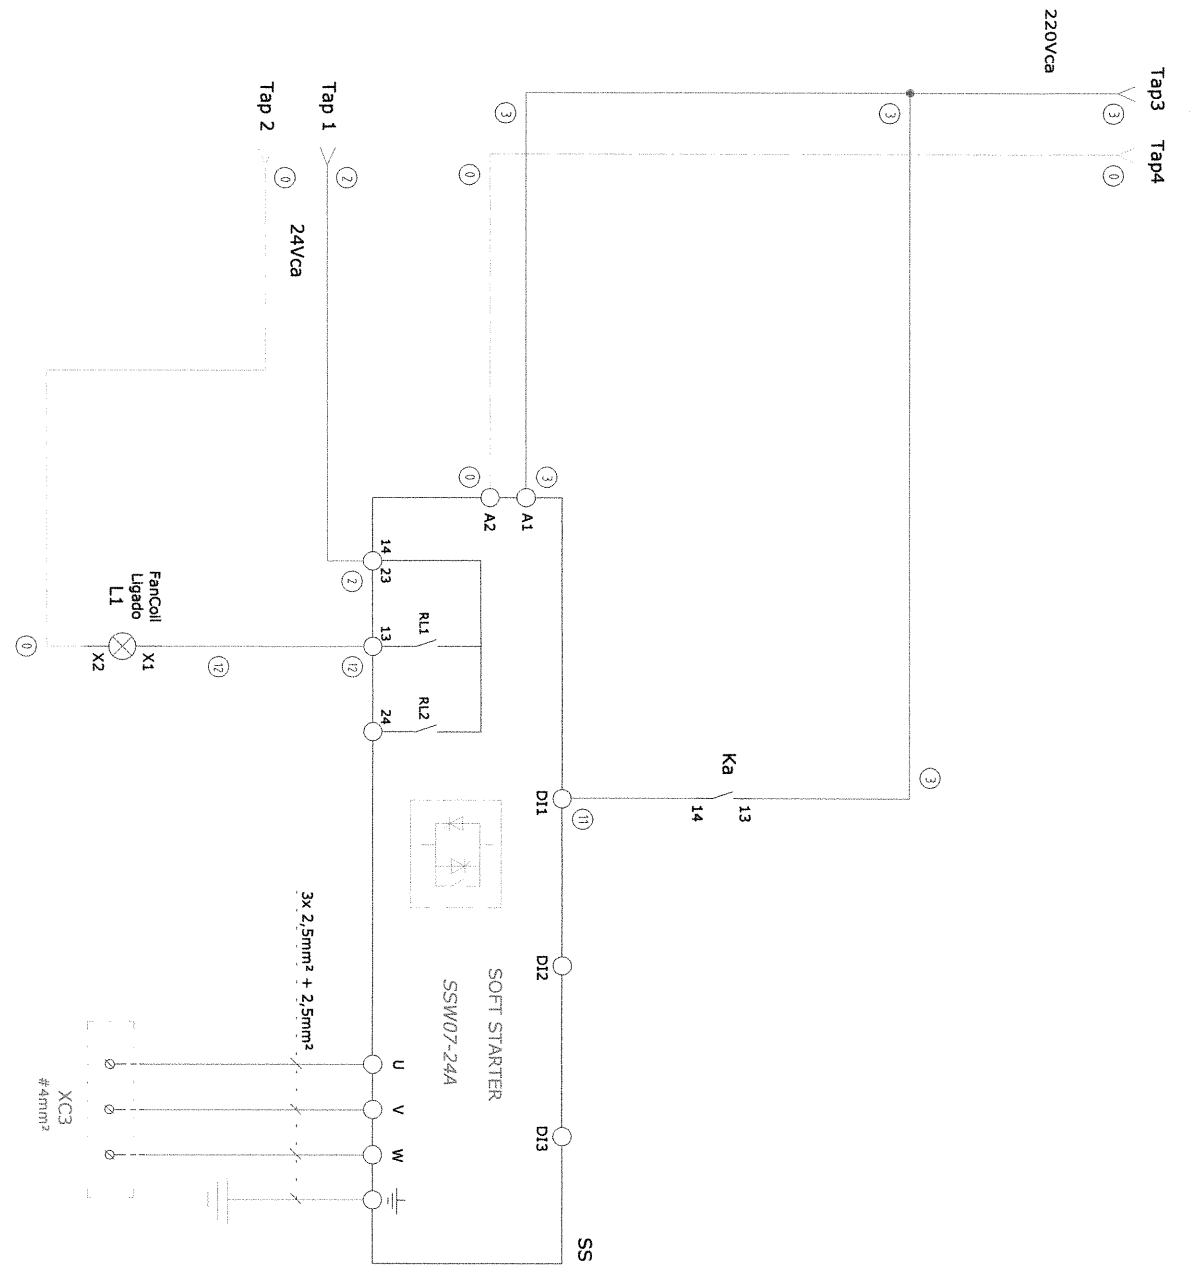 Tap3
Tap4
220Vca
3
0
3
3
0
3
0
3
Ka
13
14
11
DI1
DI2
DI3
SS
A1
A2
Tap 1
Tap 2
2
0
24Vca
14
23
2
13
12
24
RL1
RL2
12
FanCoil
Ligado
L1
X1
X2
0
SOFT STARTER
SSW07-24A
3x 2,5mm² + 2,5mm²
U
V
W
XC3
#4mm²